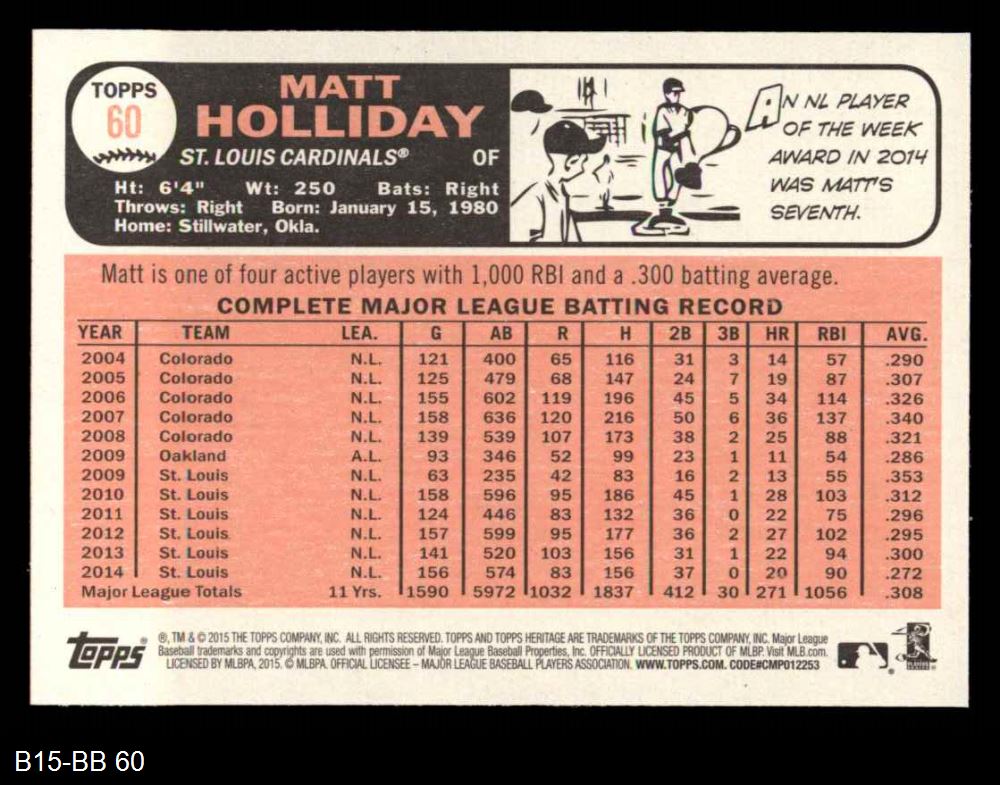 TOPPS
60
MATT
HOLLIDAY
ST. LOUIS CARDINALS® OF
Ht: 6'4" Wt: 250 Bats: Right
Throws: Right Born: January 15, 1980
Home: Stillwater, Okla.
AN NL PLAYER
OF THE WEEK
AWARD IN 2014
WAS MATT'S
SEVENTH.
Matt is one of four active players with 1,000 RBI and a .300 batting average.
COMPLETE MAJOR LEAGUE BATTING RECORD
YEAR TEAM LEA. G AB R H 2B 3B HR RBI AVG.
2004 Colorado N.L. 121 400 65 116 31 3 14 57 .290
2005 Colorado N.L. 125 479 68 147 24 7 19 87 .307
2006 Colorado N.L. 155 602 119 196 45 5 34 114 .326
2007 Colorado N.L. 158 636 120 216 50 6 36 137 .340
2008 Colorado N.L. 139 539 107 173 38 2 25 88 .321
2009 Oakland A.L. 93 346 52 99 23 1 11 54 .286
2009 St. Louis N.L. 63 235 42 83 16 2 13 55 .353
2010 St. Louis N.L. 158 596 95 186 45 1 28 103 .312
2011 St. Louis N.L. 124 446 83 132 36 0 22 75 .296
2012 St. Louis N.L. 157 599 95 177 36 2 27 102 .295
2013 St. Louis N.L. 141 520 103 156 31 1 22 94 .300
2014 St. Louis N.L. 156 574 83 156 37 0 20 90 .272
Major League Totals 11 Yrs. 1590 5972 1032 1837 412 30 271 1056 .308
Topps®
®, TM & © 2015 THE TOPPS COMPANY, INC. ALL RIGHTS RESERVED. TOPPS AND TOPPS HERITAGE ARE TRADEMARKS OF THE TOPPS COMPANY, INC. Major League
Baseball trademarks and copyrights are used with permission of Major League Baseball Properties, Inc. OFFICIALLY LICENSED PRODUCT OF MLBP. Visit MLB.com.
LICENSED BY MLBPA, 2015. © MLBPA. OFFICIAL LICENSEE – MAJOR LEAGUE BASEBALL PLAYERS ASSOCIATION. WWW.TOPPS.COM. CODE#CMP012253
B15-BB 60